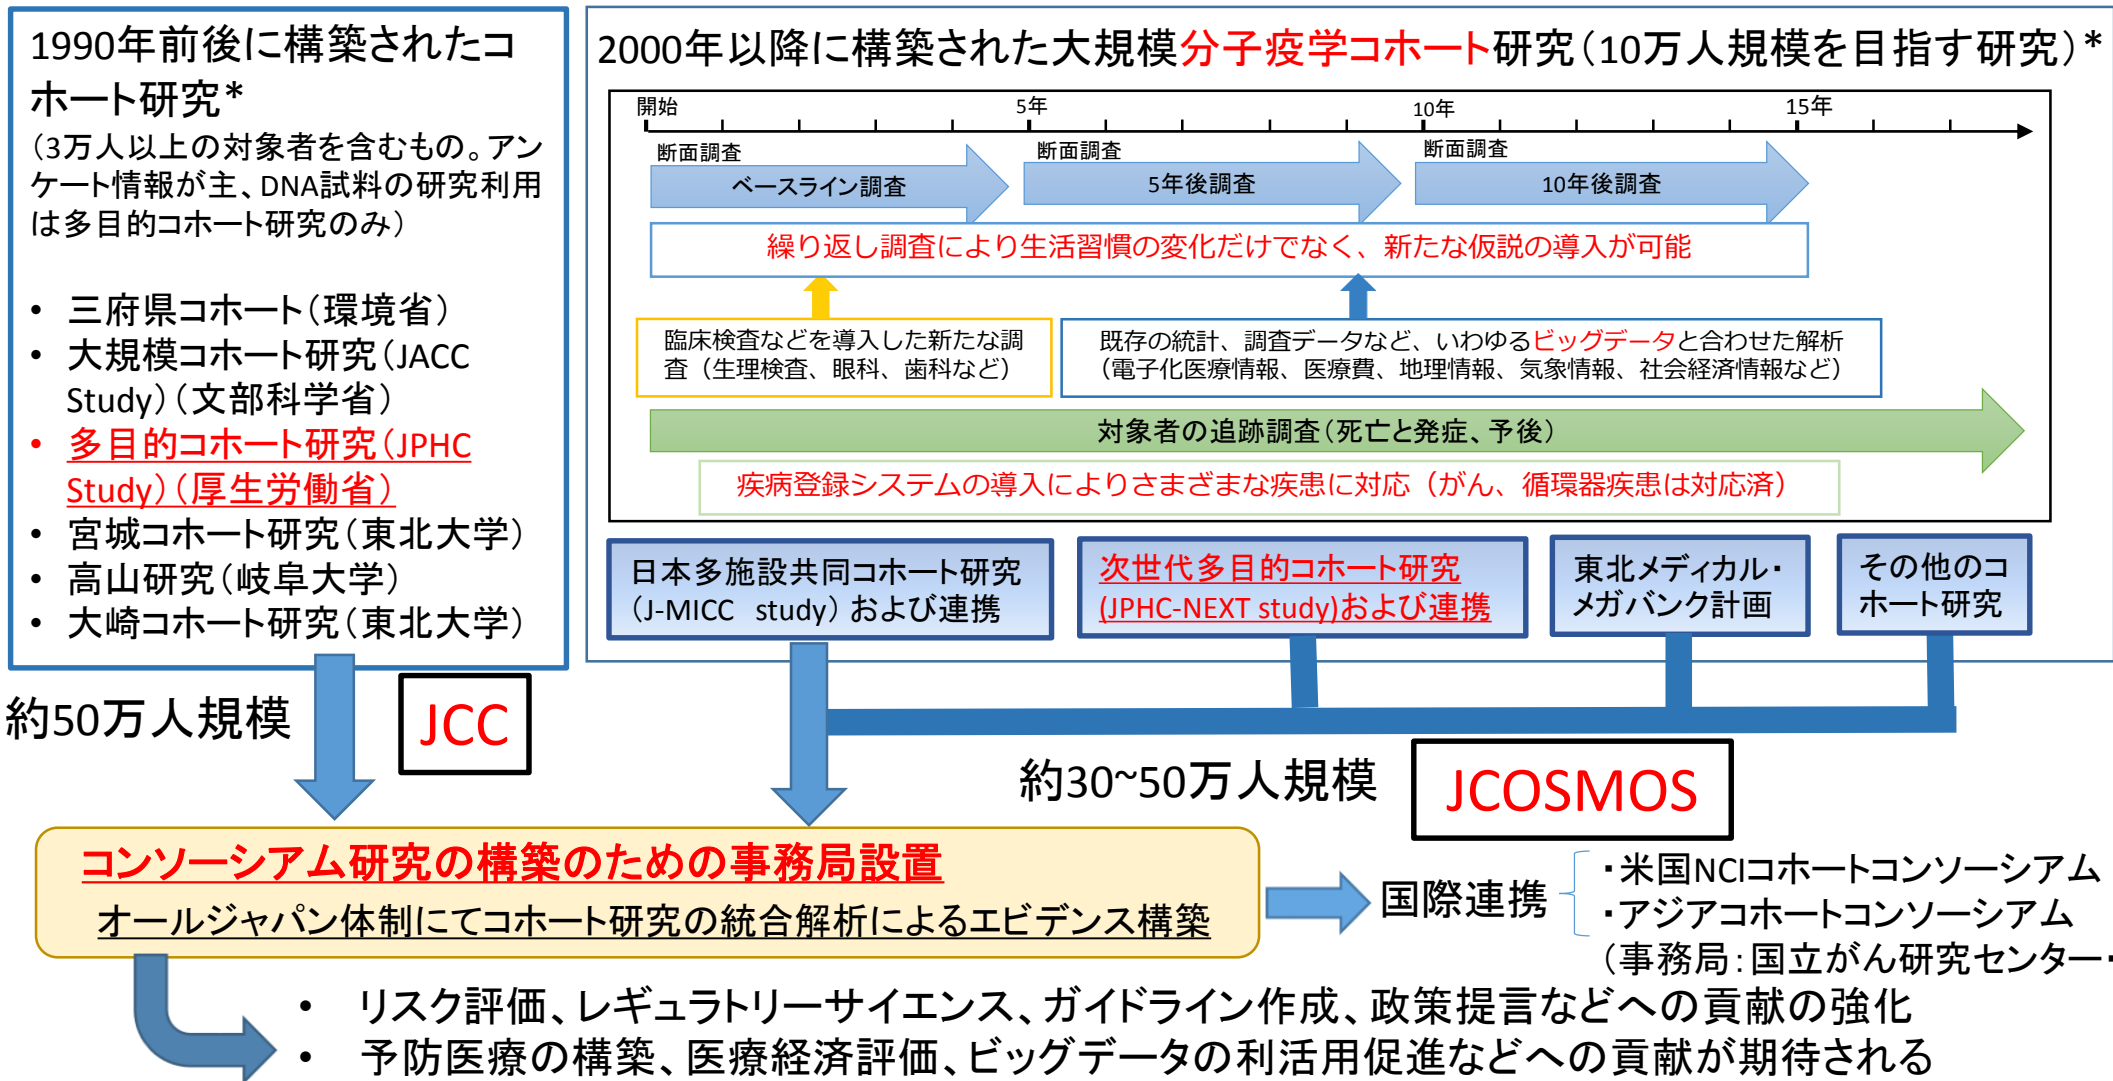 1990年前後に構築されたコ
ホート研究*
（3万人以上の対象者を含むもの。アン
ケート情報が主、DNA試料の研究利用
は多目的コホート研究のみ）
• 三府県コホート（環境省）
• 大規模コホート研究（JACC
Study）（文部科学省）
• 多目的コホート研究（JPHC
Study）（厚生労働省）
• 宮城コホート研究（東北大学）
• 高山研究（岐阜大学）
• 大崎コホート研究（東北大学）
約50万人規模
JCC
2000年以降に構築された大規模分子疫学コホート研究（10万人規模を目指す研究）*
開始 5年 10年 15年
断面調査 断面調査 断面調査
ベースライン調査 5年後調査 10年後調査
繰り返し調査により生活習慣の変化だけでなく、新たな仮説の導入が可能
臨床検査などを導入した新たな調
査（生理検査、眼科、歯科など）
既存の統計、調査データなど、いわゆるビッグデータと合わせた解析
（電子化医療情報、医療費、地理情報、気象情報、社会経済情報など）
対象者の追跡調査（死亡と発症、予後）
疾病登録システムの導入によりさまざまな疾患に対応（がん、循環器疾患は対応済）
日本多施設共同コホート研究
（J-MICC study）および連携
次世代多目的コホート研究
(JPHC-NEXT study)および連携
東北メディカル・
メガバンク計画
その他のコ
ホート研究
約30~50万人規模
JCOSMOS
コンソーシアム研究の構築のための事務局設置
オールジャパン体制にてコホート研究の統合解析によるエビデンス構築
国際連携
・米国NCIコホートコンソーシアム
・アジアコホートコンソーシアム
（事務局：国立がん研究センター・
• リスク評価、レギュラトリーサイエンス、ガイドライン作成、政策提言などへの貢献の強化
• 予防医療の構築、医療経済評価、ビッグデータの利活用促進などへの貢献が期待される